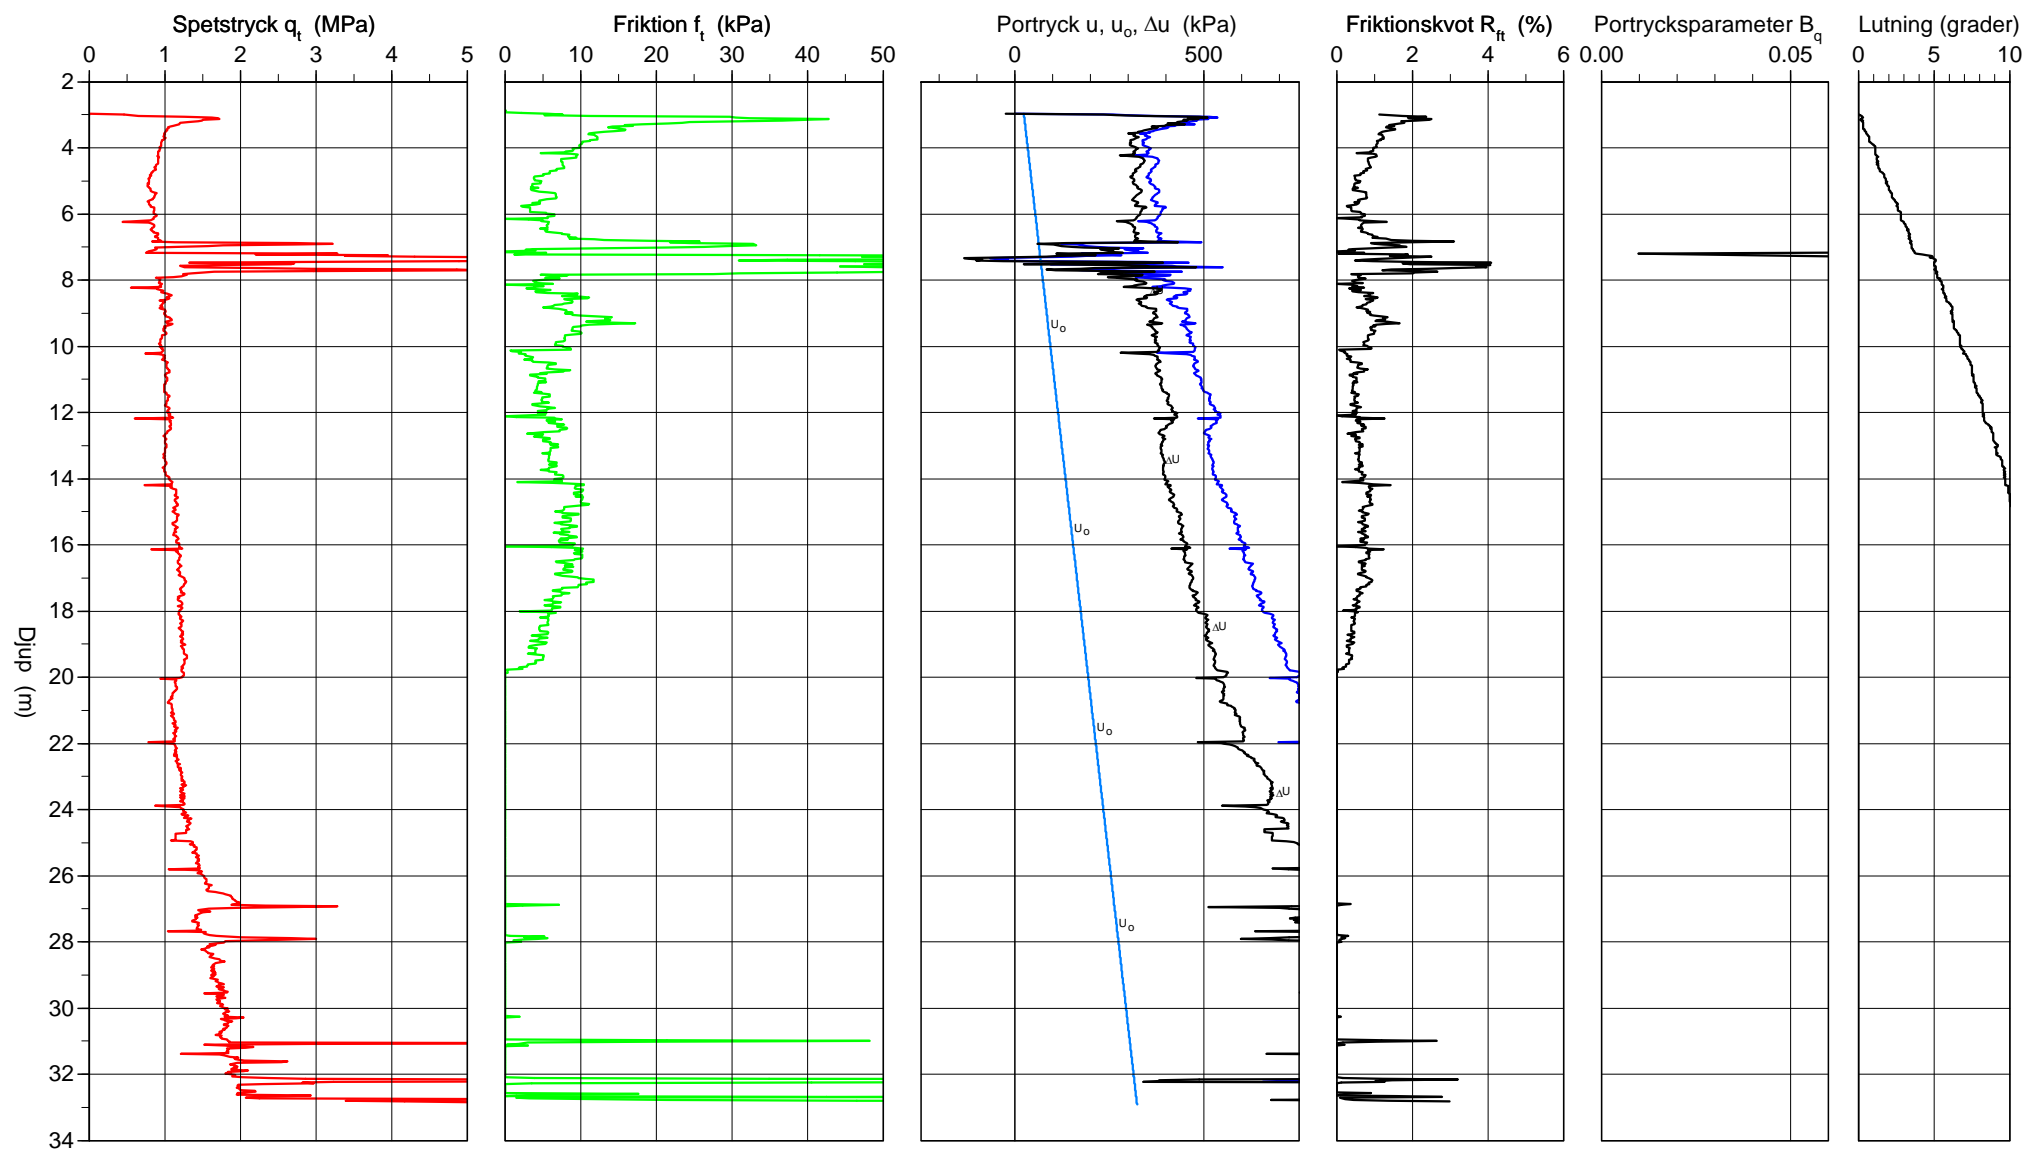 Spetstryck qt (MPa) Friktion ft (kPa) Portryck u, uo, Δu (kPa) Friktionskvot Rft (%) Portrycksparameter Bq Lutning (grader)
0 1 2 3 4 5 0 10 20 30 40 50 0 500 0 2 4 6 0.00 0.05 0 5 10
2
4
6
8
ΔU
Uo
10
12
ΔU
14
Uo
16
18
ΔU
Djup (m)
20
Uo
22
ΔU
24
26
Uo
28
30
32
34